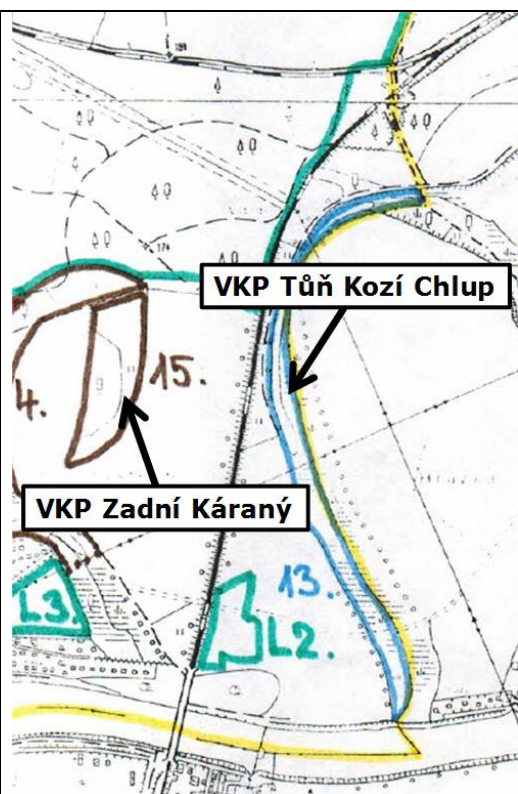 VKP Tůň Kozí Chlup
15.
4.
VKP Zadní Káraný
13.
L3.
L2.